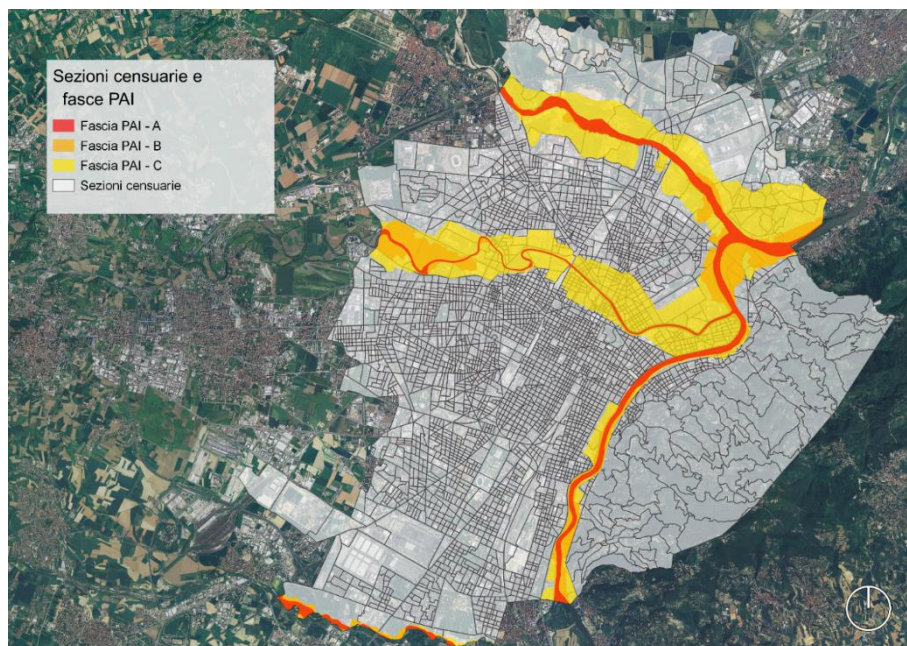 Sezioni censuarie e
fasce PAI
Fascia PAI - A
Fascia PAI - B
Fascia PAI - C
Sezioni censuarie